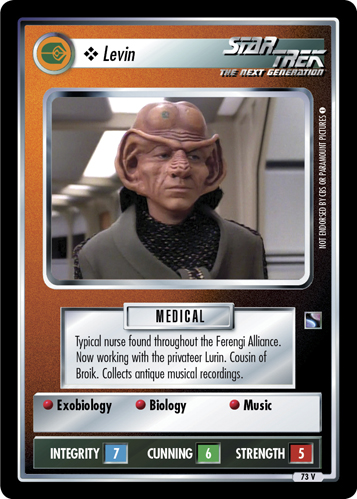 ❖ Levin
STAR TREK
THE NEXT GENERATION
NOT ENDORSED BY CBS OR PARAMOUNT PICTURES
MEDICAL
Typical nurse found throughout the Ferengi Alliance.
Now working with the privateer Lurin. Cousin of
Broik. Collects antique musical recordings.
Exobiology Biology Music
INTEGRITY 7 CUNNING 6 STRENGTH 5
73 V